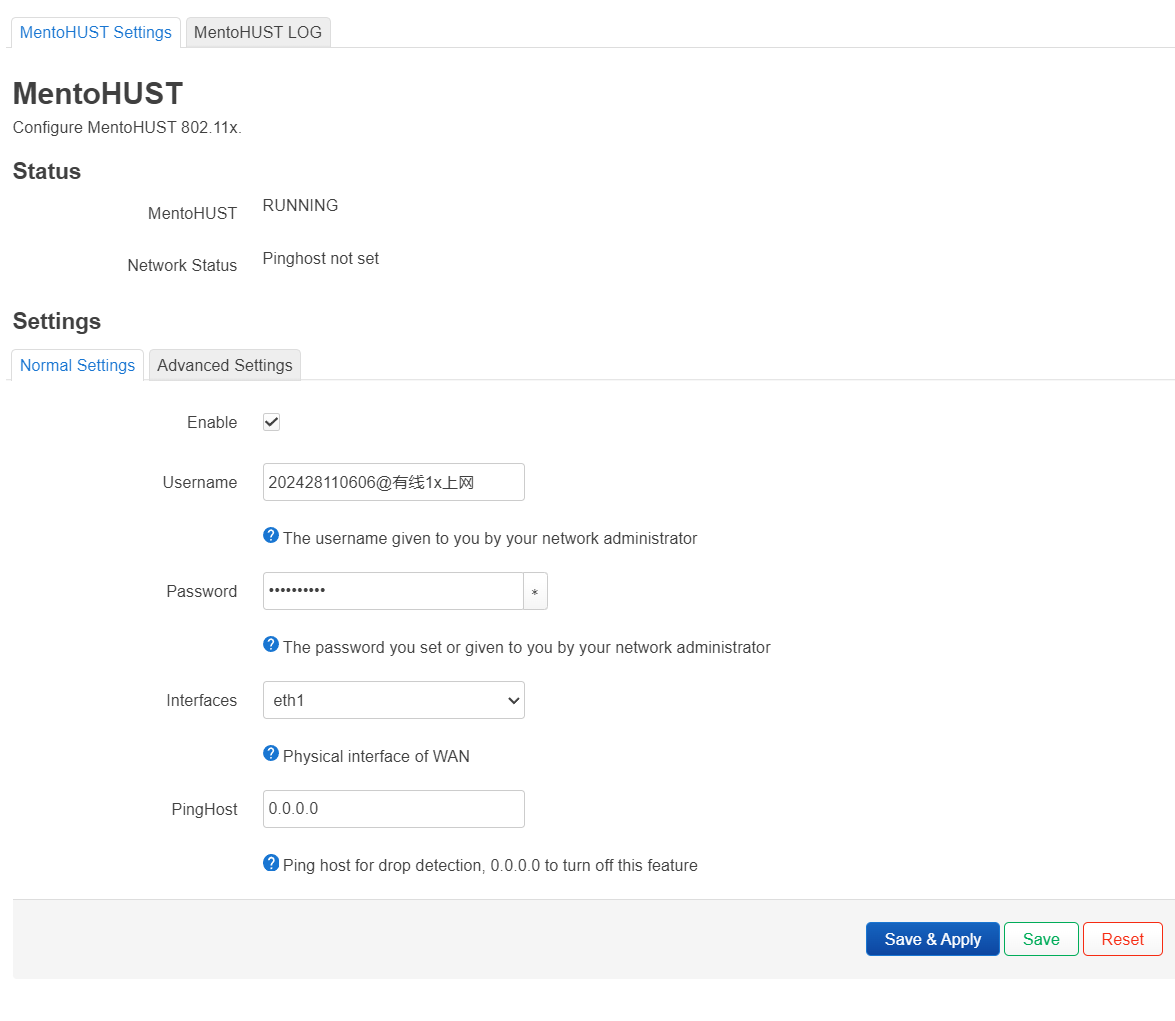 MentoHUST Settings MentoHUST LOG
MentoHUST
Configure MentoHUST 802.11x.
Status
MentoHUST RUNNING
Network Status Pinghost not set
Settings
Normal Settings Advanced Settings
Enable
Username 202428110606@有线1x上网
? The username given to you by your network administrator
Password •••••••••• *
? The password you set or given to you by your network administrator
Interfaces eth1
? Physical interface of WAN
PingHost 0.0.0.0
? Ping host for drop detection, 0.0.0.0 to turn off this feature
Save & Apply Save Reset